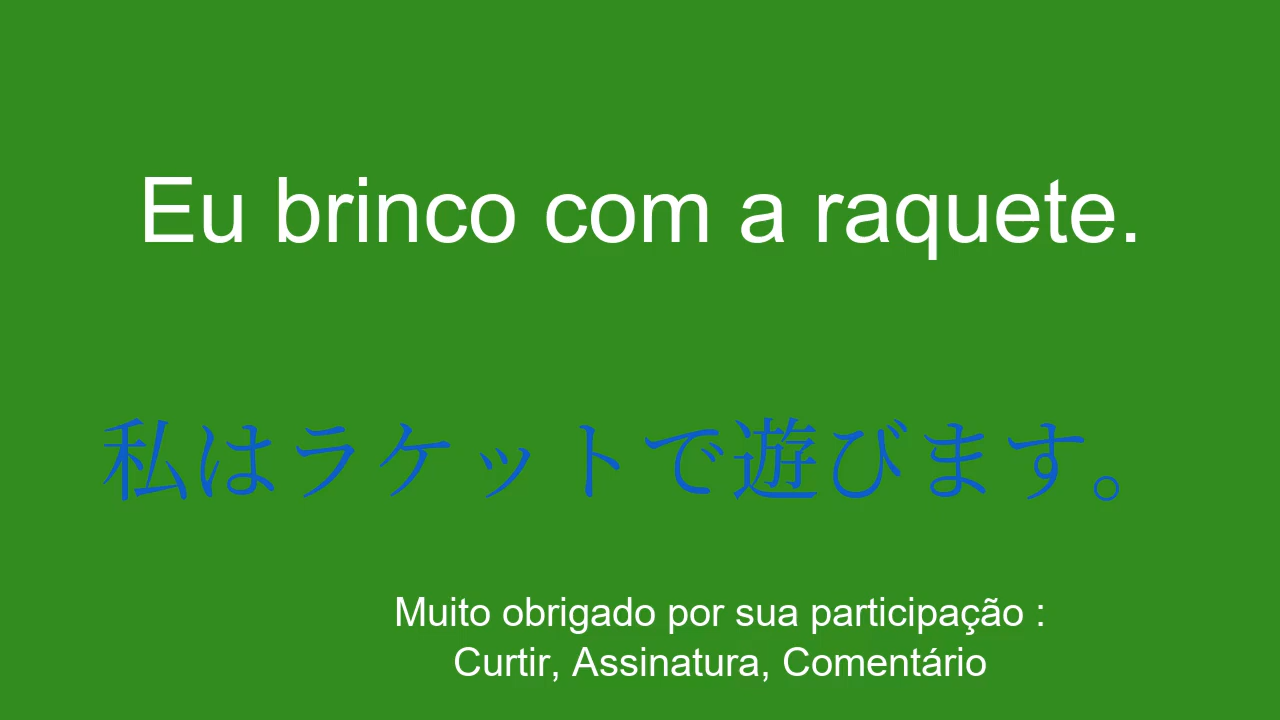 Eu brinco com a raquete.
私はラケットで遊びます。
Muito obrigado por sua participação :
Curtir, Assinatura, Comentário